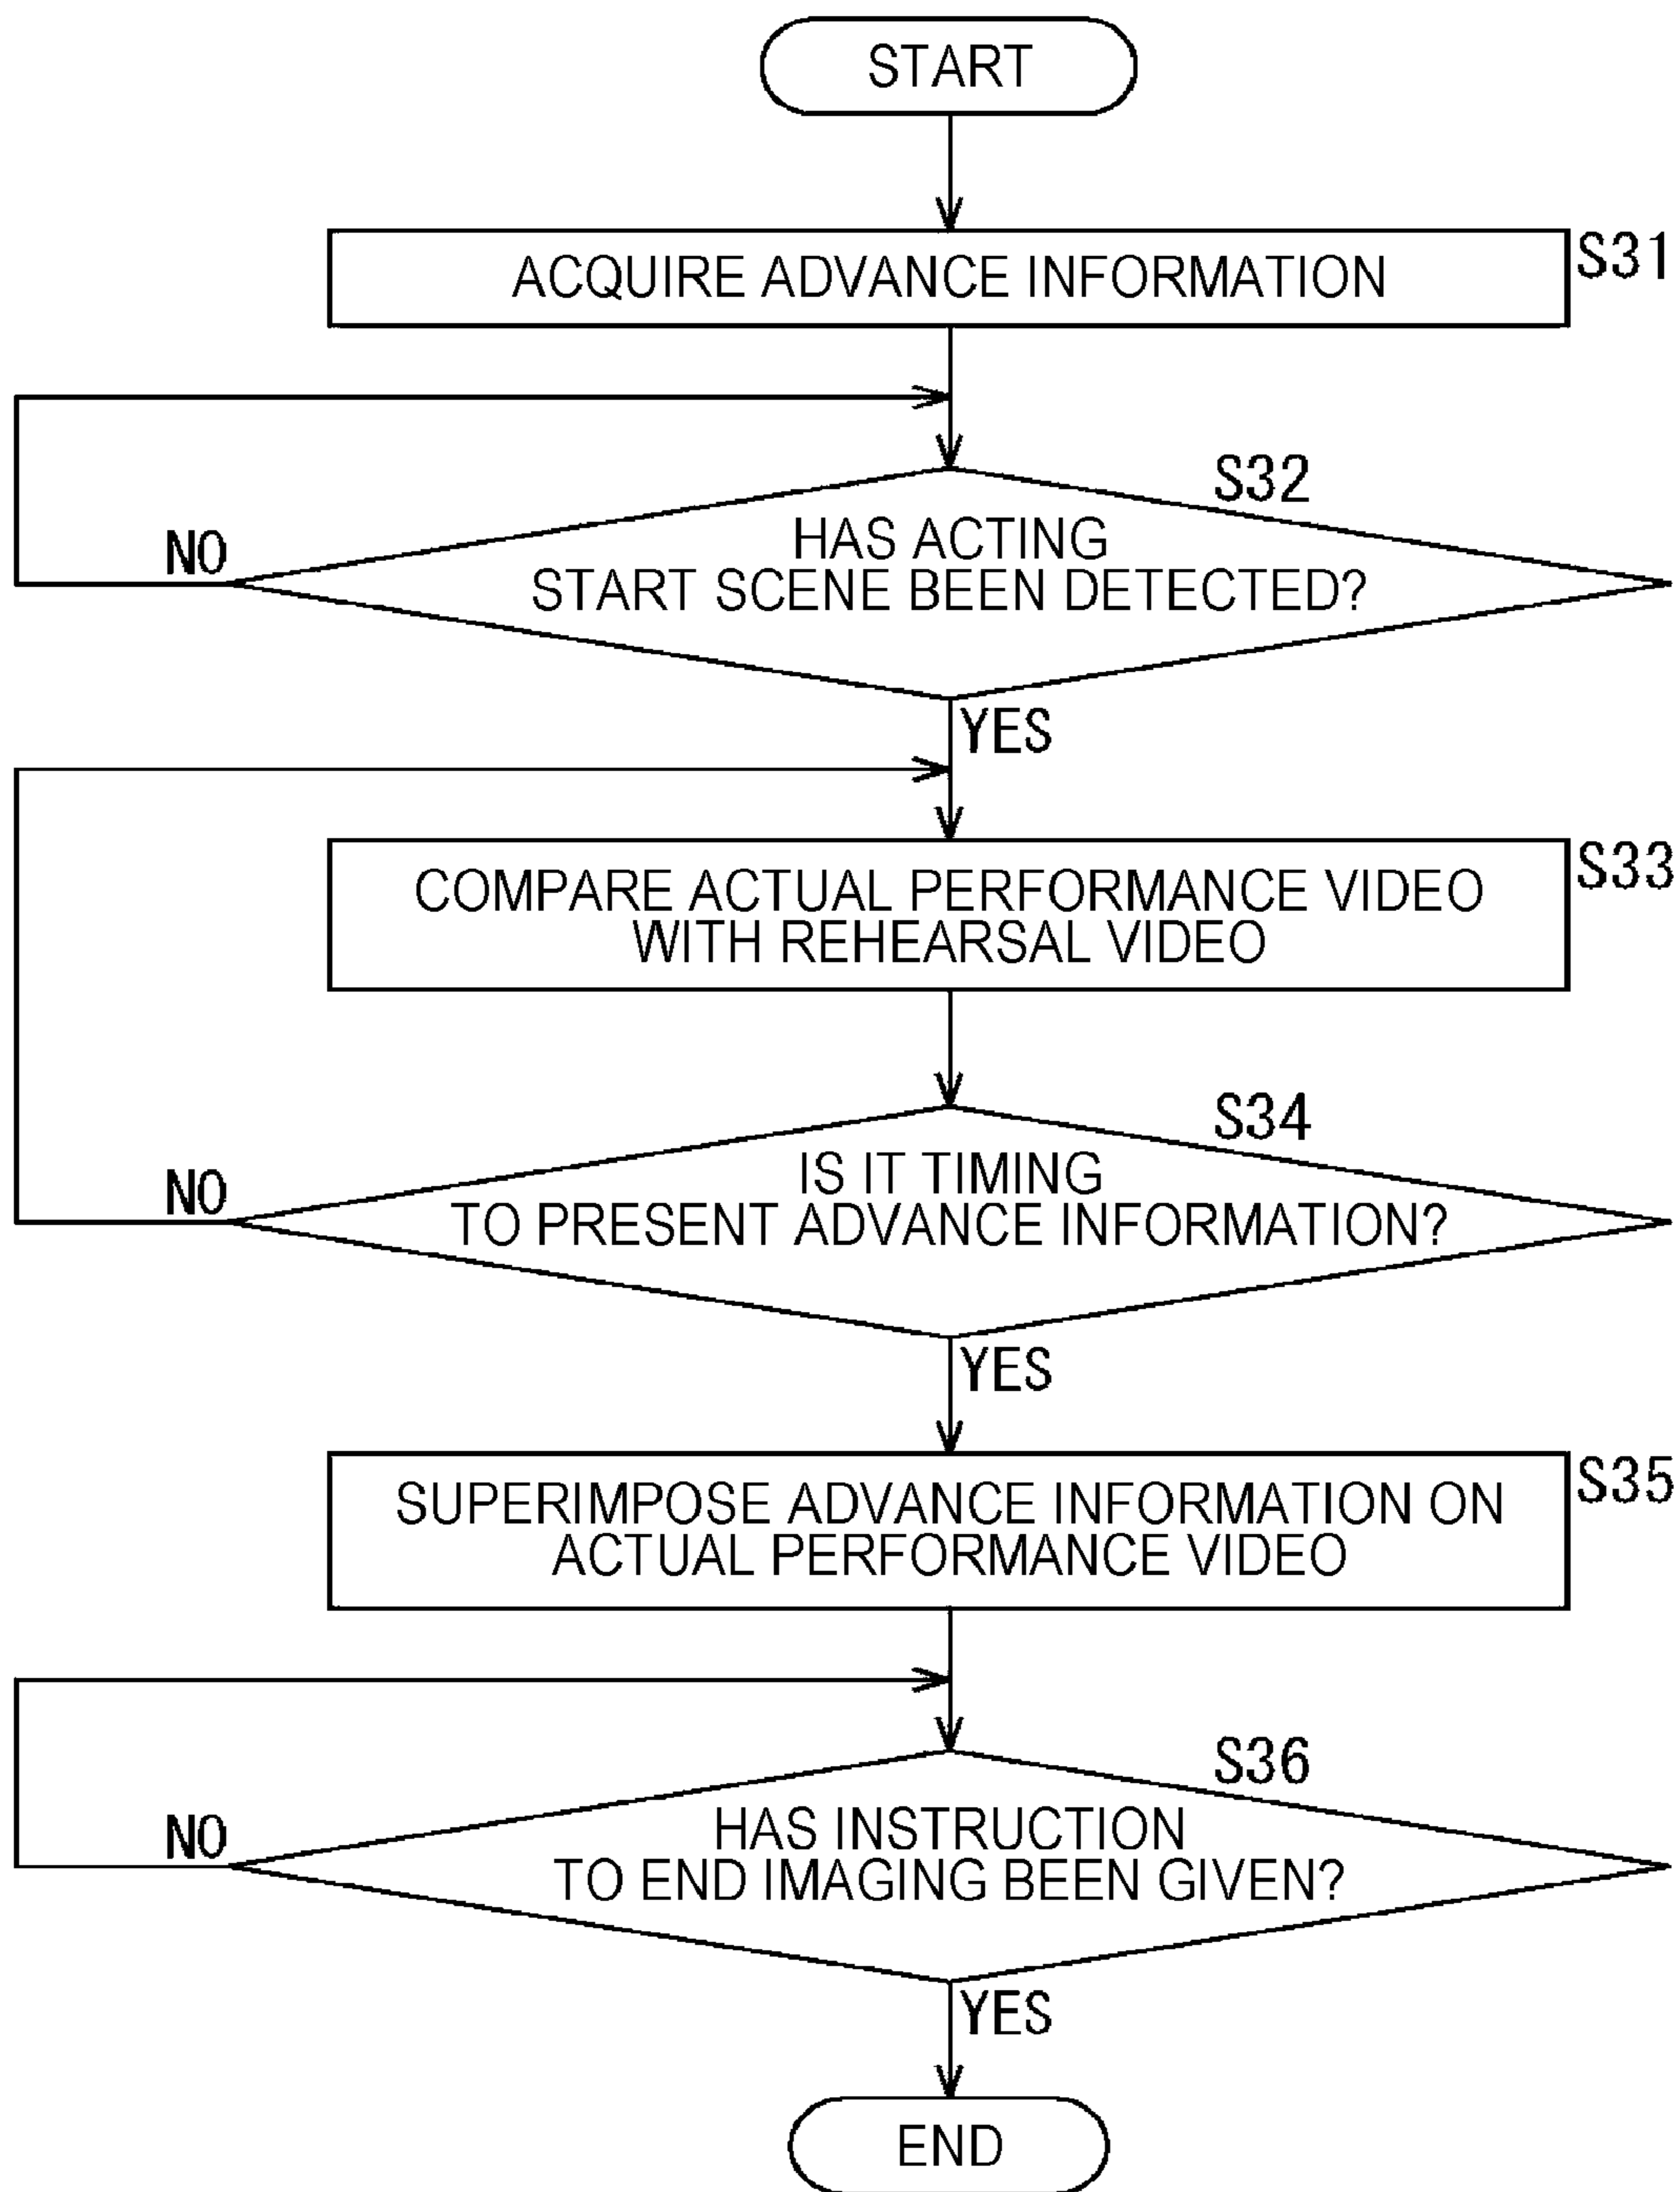 START
ACQUIRE ADVANCE INFORMATION
S31
S32
HAS ACTING
START SCENE BEEN DETECTED?
NO
YES
COMPARE ACTUAL PERFORMANCE VIDEO
WITH REHEARSAL VIDEO
S33
S34
IS IT TIMING
TO PRESENT ADVANCE INFORMATION?
NO
YES
SUPERIMPOSE ADVANCE INFORMATION ON
ACTUAL PERFORMANCE VIDEO
S35
S36
HAS INSTRUCTION
TO END IMAGING BEEN GIVEN?
NO
YES
END